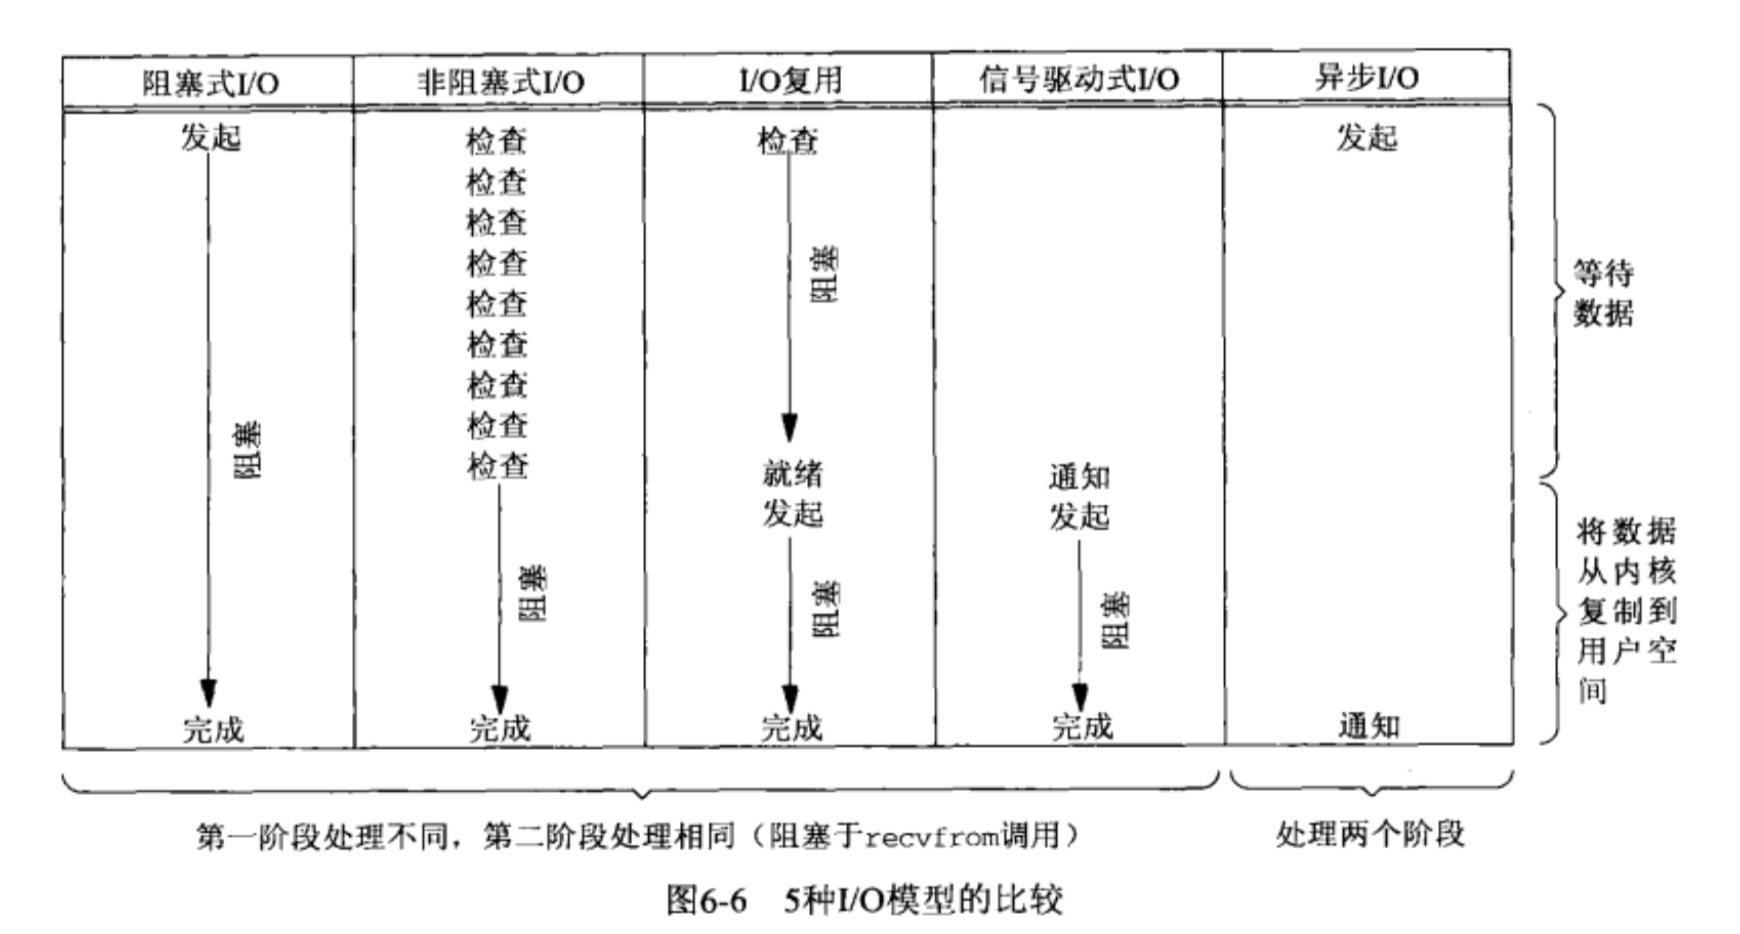 阻塞式I/O 非阻塞式I/O I/O复用 信号驱动式I/O 异步I/O
发起 检查 检查 发起
检查
检查
检查
检查
检查
检查
检查
检查
阻塞
阻塞
就绪 通知
发起 发起
阻塞
阻塞
阻塞
完成 完成 完成 完成 通知
等待
数据
将数据
从内核
复制到
用户空
间
第一阶段处理不同，第二阶段处理相同（阻塞于recvfrom调用） 处理两个阶段
图6-6 5种I/O模型的比较